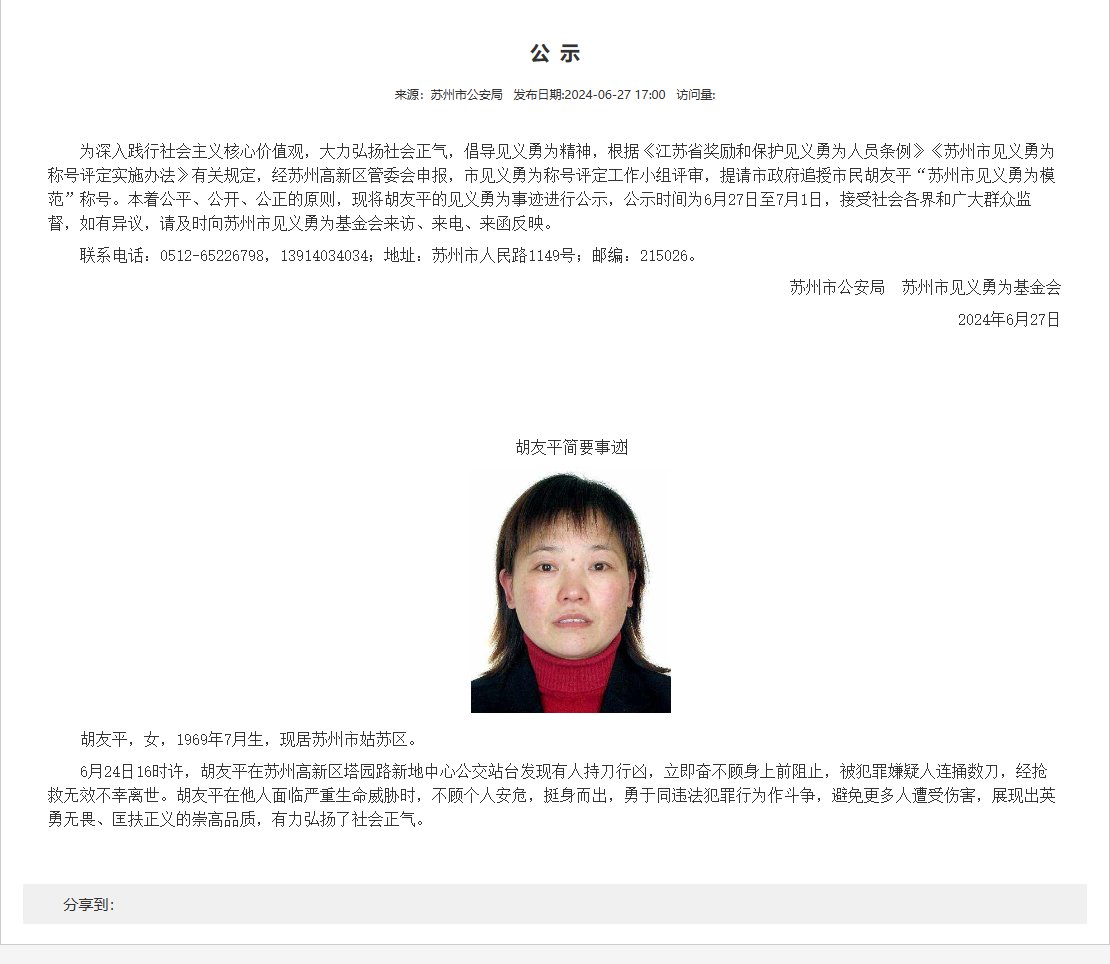 公 示
来源：苏州市公安局 发布日期:2024-06-27 17:00 访问量:
为深入践行社会主义核心价值观，大力弘扬社会正气，倡导见义勇为精神，根据《江苏省奖励和保护见义勇为人员条例》《苏州市见义勇为
称号评定实施办法》有关规定，经苏州高新区管委会申报，市见义勇为称号评定工作小组评审，提请市政府追授市民胡友平“苏州市见义勇为模
范”称号。本着公平、公开、公正的原则，现将胡友平的见义勇为事迹进行公示，公示时间为6月27日至7月1日，接受社会各界和广大群众监
督，如有异议，请及时向苏州市见义勇为基金会来访、来电、来函反映。
联系电话：0512-65226798，13914034034；地址：苏州市人民路1149号；邮编：215026。
苏州市公安局 苏州市见义勇为基金会
2024年6月27日
胡友平简要事迹
胡友平，女，1969年7月生，现居苏州市姑苏区。
6月24日16时许，胡友平在苏州高新区塔园路新地中心公交站台发现有人持刀行凶，立即奋不顾身上前阻止，被犯罪嫌疑人连捅数刀，经抢
救无效不幸离世。胡友平在他人面临严重生命威胁时，不顾个人安危，挺身而出，勇于同违法犯罪行为作斗争，避免更多人遭受伤害，展现出英
勇无畏、匡扶正义的崇高品质，有力弘扬了社会正气。
分享到：